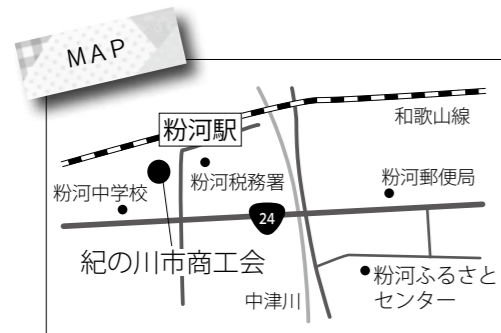 MAP
和歌山線
粉河駅
粉河税務署
粉河中学校
粉河郵便局
24
紀の川市商工会
粉河ふるさと
センター
中津川